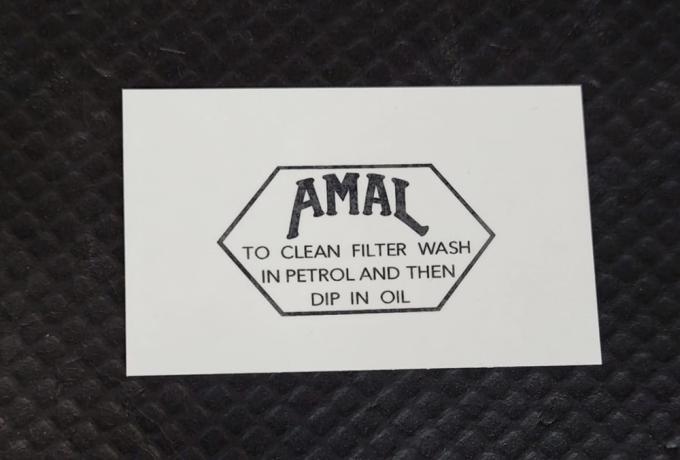 AMAL
TO CLEAN FILTER WASH
IN PETROL AND THEN
DIP IN OIL